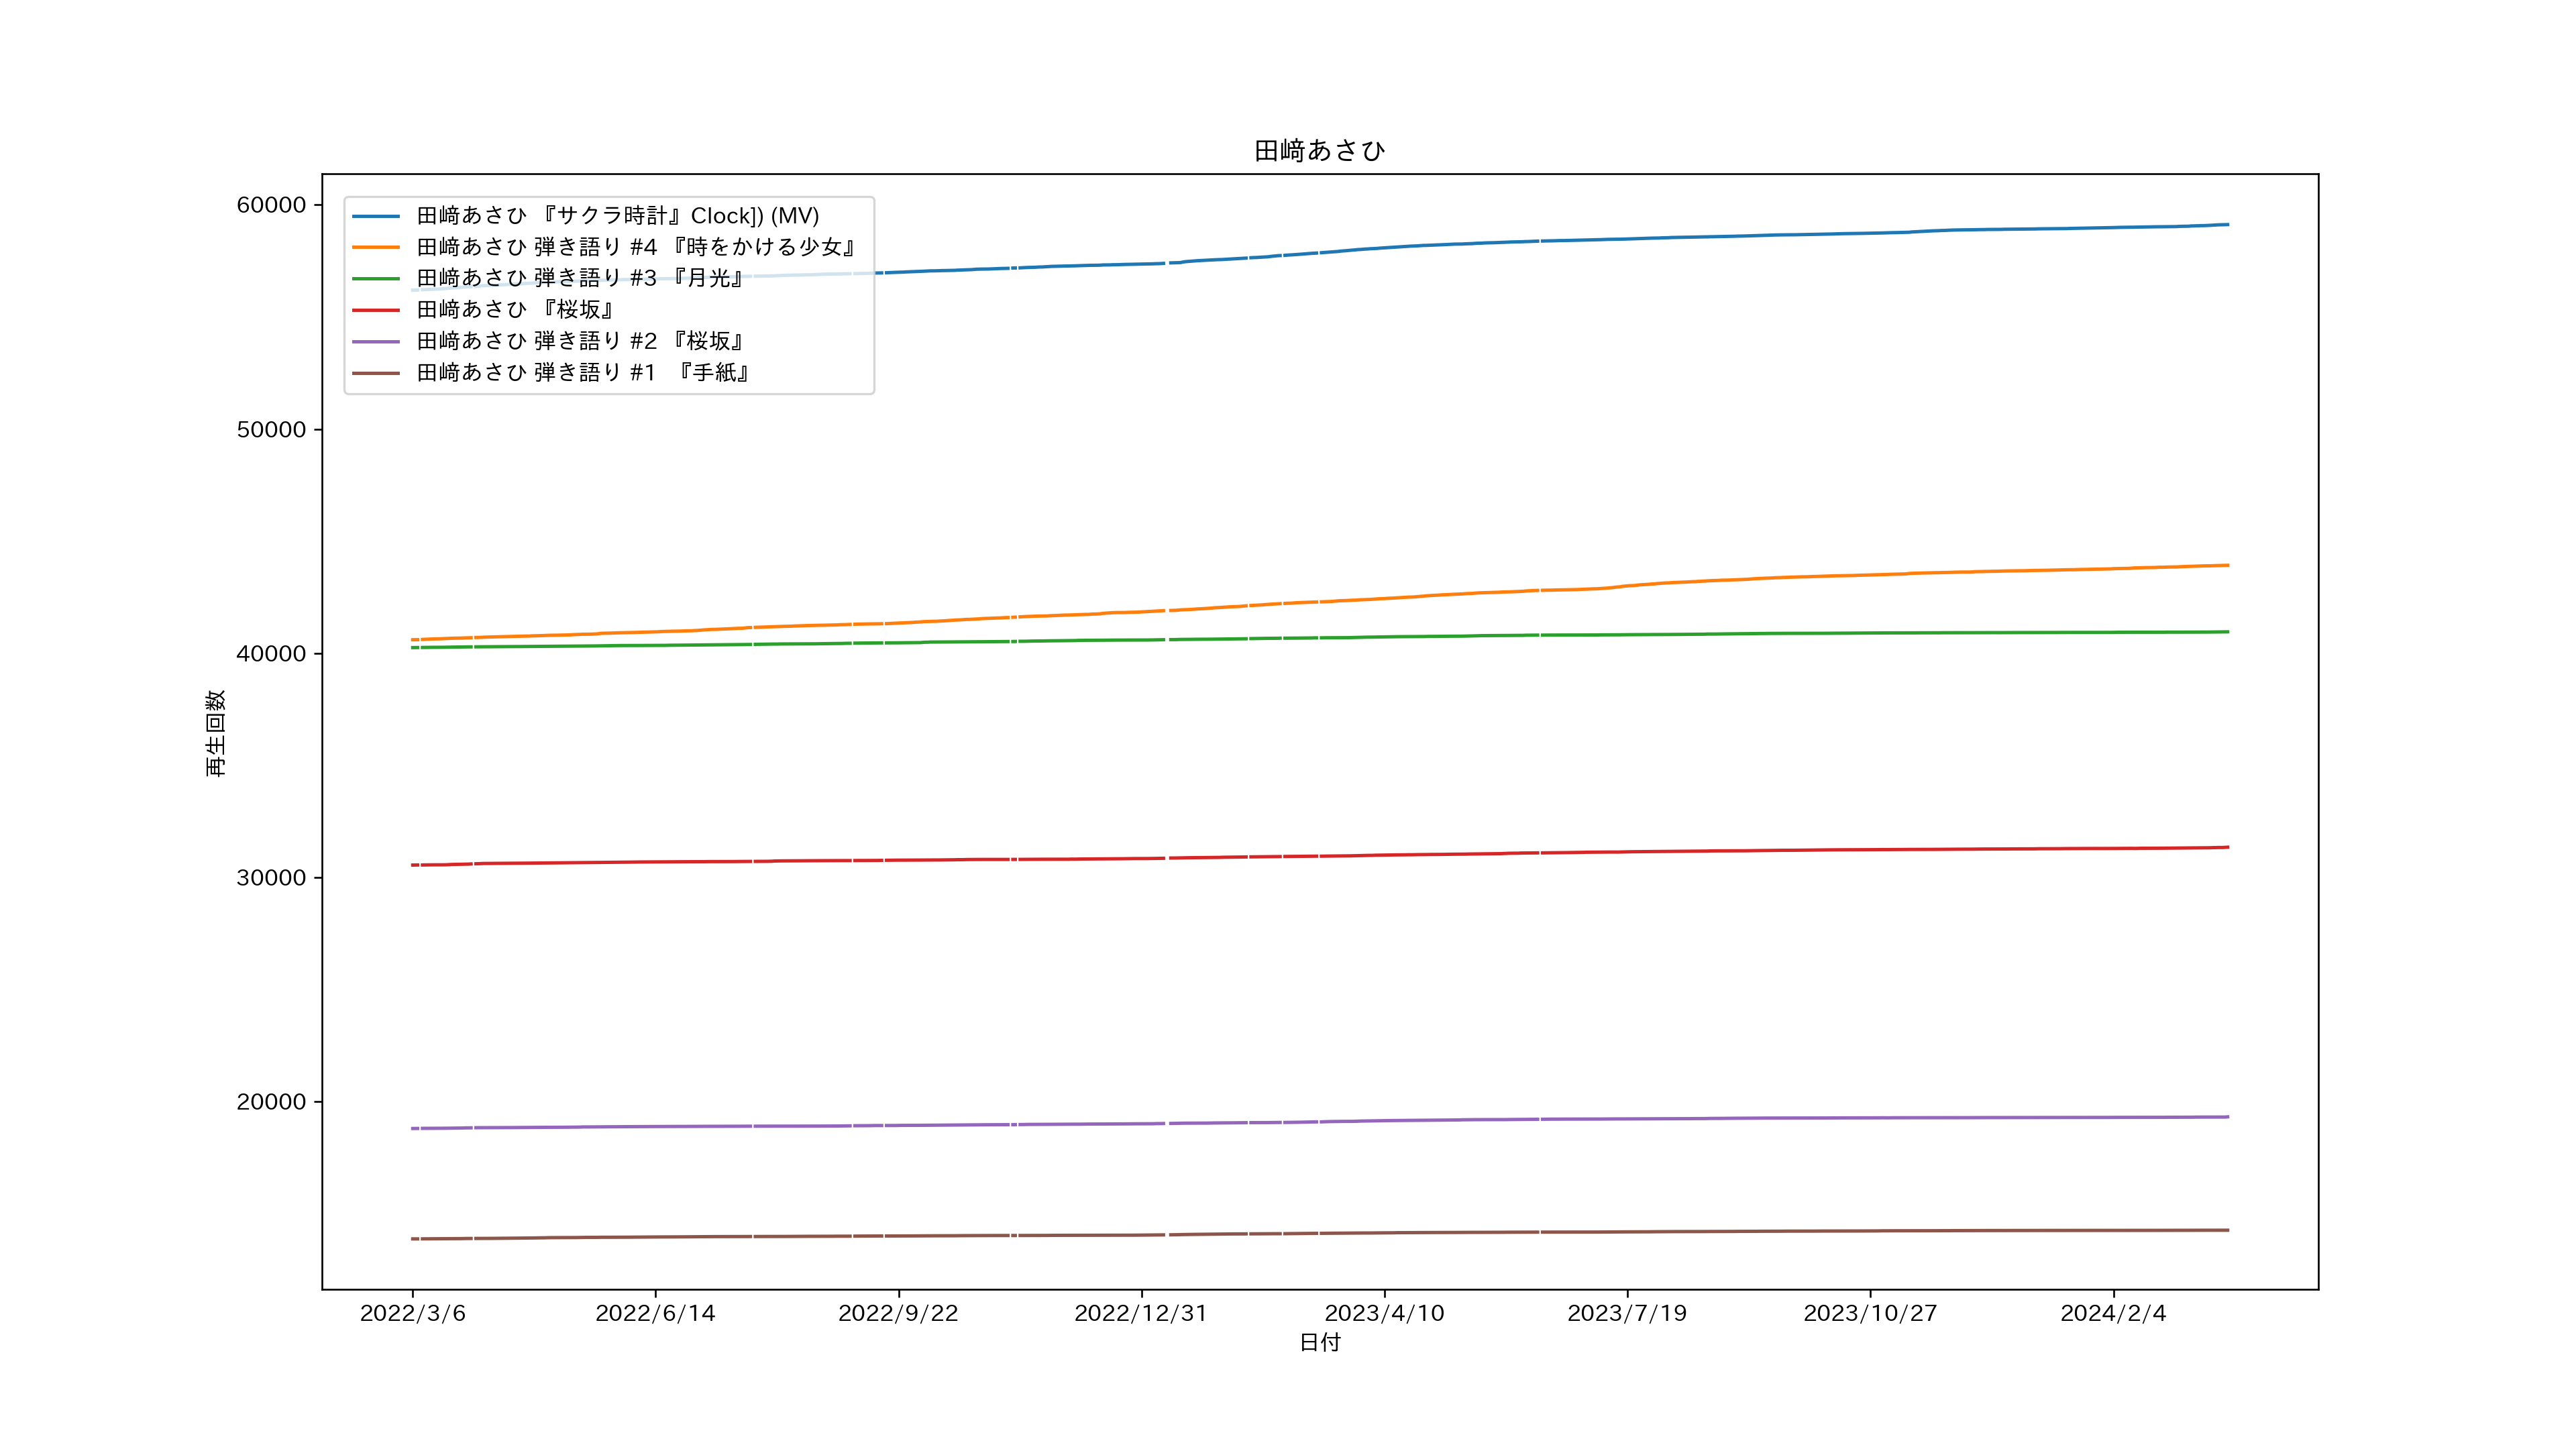 田﨑あさひ
60000
50000
40000
30000
20000
再生回数
田﨑あさひ 『サクラ時計』Clock]) (MV)
田﨑あさひ 弾き語り #4 『時をかける少女』
田﨑あさひ 弾き語り #3 『月光』
田﨑あさひ 『桜坂』
田﨑あさひ 弾き語り #2 『桜坂』
田﨑あさひ 弾き語り #1 『手紙』
2022/3/6 2022/6/14 2022/9/22 2022/12/31 2023/4/10 2023/7/19 2023/10/27 2024/2/4
日付